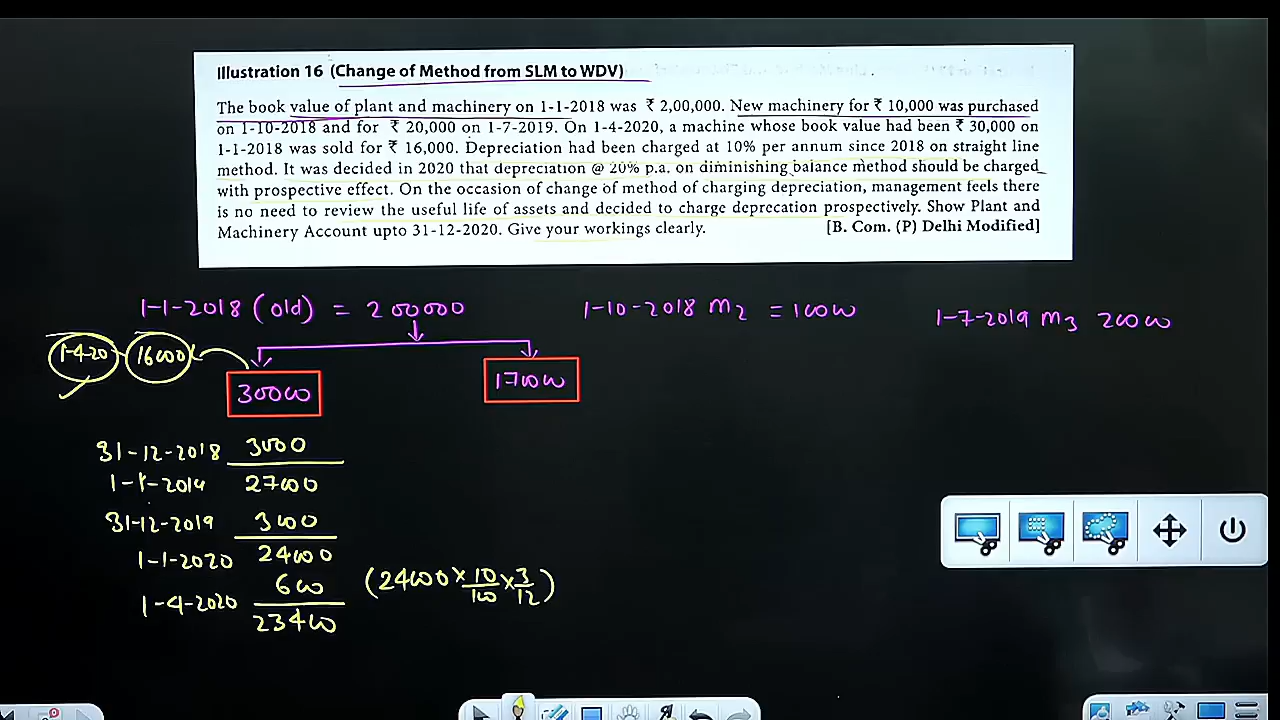 Illustration 16 (Change of Method from SLM to WDV)
The book value of plant and machinery on 1-1-2018 was ₹ 2,00,000. New machinery for ₹ 10,000 was purchased
on 1-10-2018 and for ₹ 20,000 on 1-7-2019. On 1-4-2020, a machine whose book value had been ₹ 30,000 on
1-1-2018 was sold for ₹ 16,000. Depreciation had been charged at 10% per annum since 2018 on straight line
method. It was decided in 2020 that depreciation @ 20% p.a. on diminishing balance method should be charged
with prospective effect. On the occasion of change of method of charging depreciation, management feels there
is no need to review the useful life of assets and decided to charge deprecation prospectively. Show Plant and
Machinery Account upto 31-12-2020. Give your workings clearly. [B. Com. (P) Delhi Modified]
1-1-2018 (old) = 200000
1-10-2018 M2 = 10000
1-7-2019 M3 20000
1-4-20 16000
30000
170000
31-12-2018 3000
1-1-2019 27000
31-12-2019 3000
1-1-2020 24000
1-4-2020 600 (24000 × 10/100 × 3/12)
23400